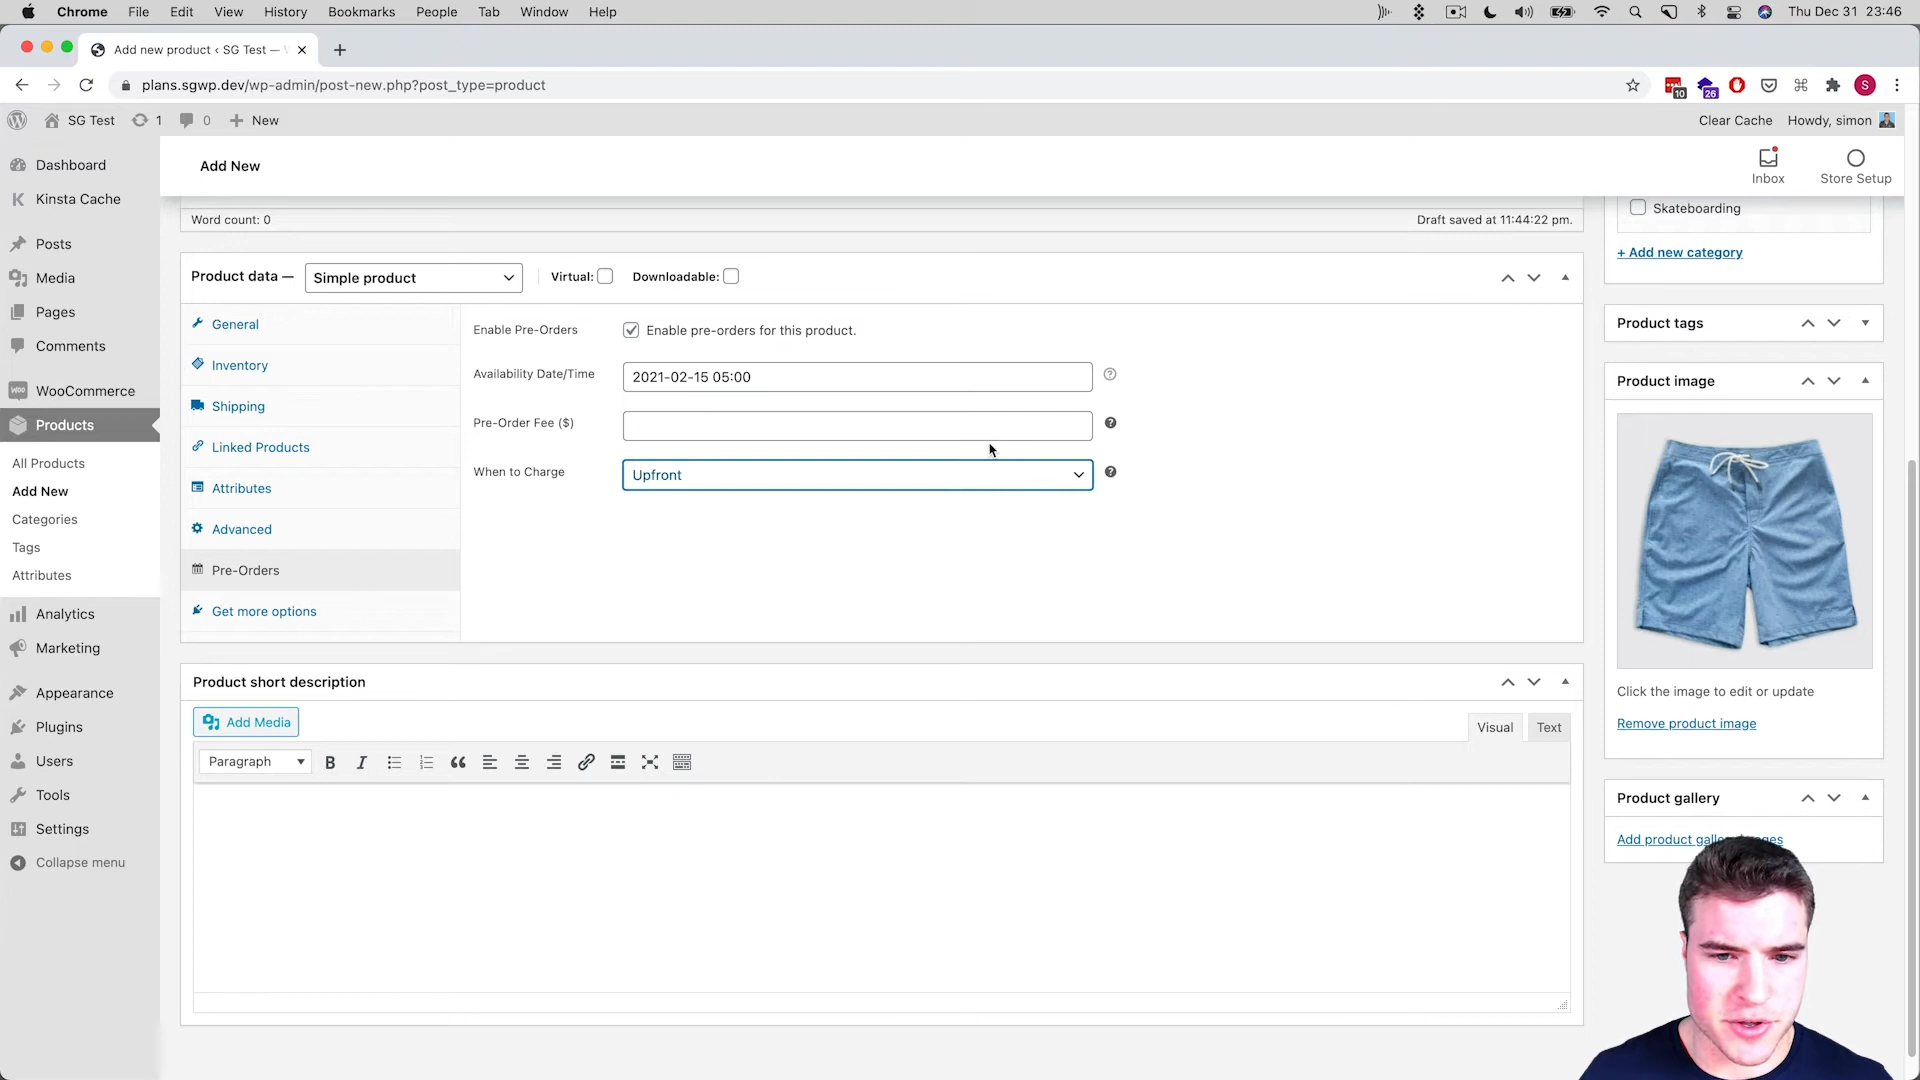 Chrome File Edit View History Bookmarks People Tab Window Help Thu Dec 31 23:46
Add new product ‹ SG Test —
plans.sgwp.dev/wp-admin/post-new.php?post_type=product
10 26 S
SG Test 1 0 New Clear Cache Howdy, simon
Add New
Inbox Store Setup
Dashboard
Kinsta Cache
Posts
Media
Pages
Comments
WooCommerce
Products
All Products
Add New
Categories
Tags
Attributes
Analytics
Marketing
Appearance
Plugins
Users
Tools
Settings
Collapse menu
Word count: 0 Draft saved at 11:44:22 pm.
Product data — Simple product Virtual: Downloadable:
General
Inventory
Shipping
Linked Products
Attributes
Advanced
Pre-Orders
Get more options
Enable Pre-Orders Enable pre-orders for this product.
Availability Date/Time 2021-02-15 05:00
Pre-Order Fee ($)
When to Charge Upfront
Product short description
Add Media Visual Text
Paragraph
Skateboarding
+ Add new category
Product tags
Product image
Click the image to edit or update
Remove product image
Product gallery
Add product